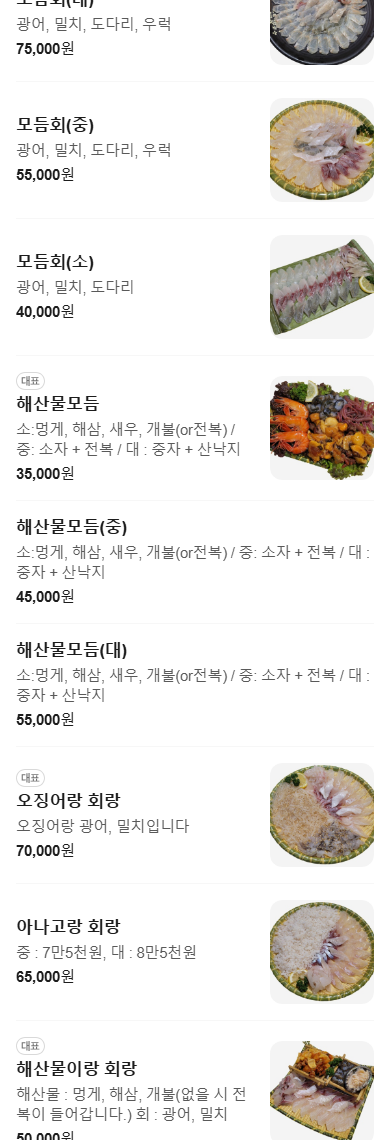 모듬회(대)
광어, 밀치, 도다리, 우럭
75,000원
모듬회(중)
광어, 밀치, 도다리, 우럭
55,000원
모듬회(소)
광어, 밀치, 도다리
40,000원
대표
해산물모듬
소:멍게, 해삼, 새우, 개불(or전복) /
중: 소자 + 전복 / 대 : 중자 + 산낙지
35,000원
해산물모듬(중)
소:멍게, 해삼, 새우, 개불(or전복) / 중: 소자 + 전복 / 대 :
중자 + 산낙지
45,000원
해산물모듬(대)
소:멍게, 해삼, 새우, 개불(or전복) / 중: 소자 + 전복 / 대 :
중자 + 산낙지
55,000원
대표
오징어랑 회랑
오징어랑 광어, 밀치입니다
70,000원
아나고랑 회랑
중 : 7만5천원, 대 : 8만5천원
65,000원
대표
해산물이랑 회랑
해산물 : 멍게, 해삼, 개불(없을 시 전
복이 들어갑니다.) 회 : 광어, 밀치
50,000원